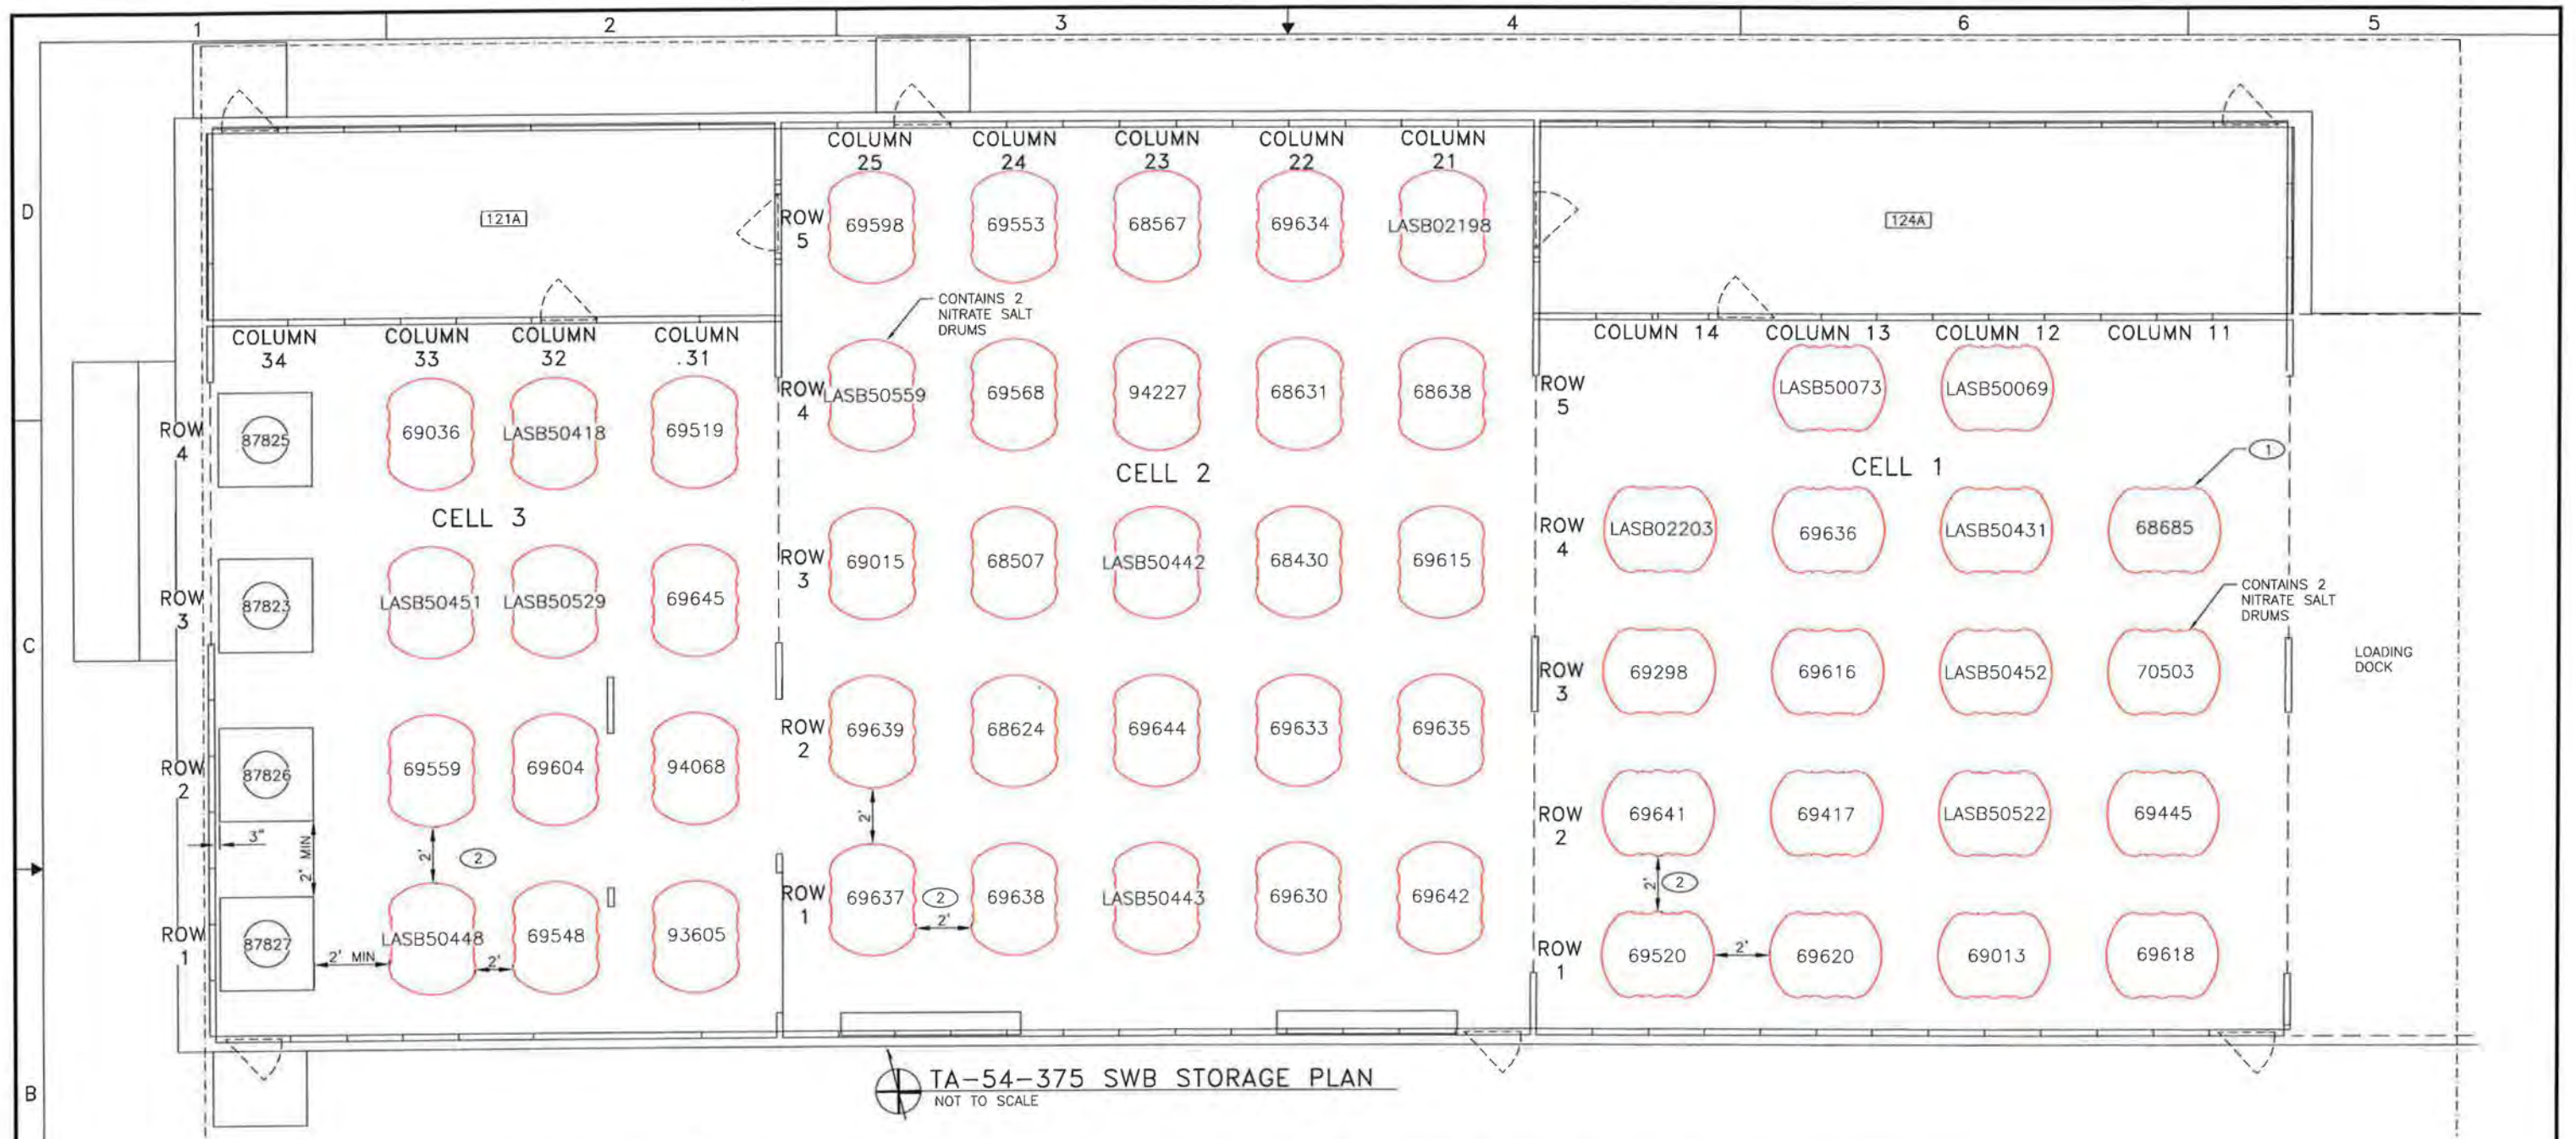 1 2 3 4 6 5
D
C
B
COLUMN 25
COLUMN 24
COLUMN 23
COLUMN 22
COLUMN 21
ROW 5
69598 69553 68567 69634 LASB02198
CONTAINS 2
NITRATE SALT
DRUMS
ROW 4
LASB50559 69568 94227 68631 68638
CELL 2
ROW 3
69015 68507 LASB50442 68430 69615
ROW 2
69639 68624 69644 69633 69635
2'
ROW 1
69637 2 69638 LASB50443 69630 69642
2'
121A
COLUMN 34
COLUMN 33
COLUMN 32
COLUMN .31
ROW 4
87825 69036 LASB50418 69519
CELL 3
ROW 3
87823 LASB50451 LASB50529 69645
ROW 2
87826 69559 69604 94068
3"
2' MIN
2'
2
ROW 1
87827 LASB50448 69548 93605
2' MIN
2'
124A
COLUMN 14 COLUMN 13 COLUMN 12 COLUMN 11
ROW 5
LASB50073 LASB50069
CELL 1
1
ROW 4
LASB02203 69636 LASB50431 68685
CONTAINS 2
NITRATE SALT
DRUMS
ROW 3
69298 69616 LASB50452 70503
LOADING
DOCK
ROW 2
69641 69417 LASB50522 69445
2'
2
ROW 1
69520 2' 69620 69013 69618
TA-54-375 SWB STORAGE PLAN
NOT TO SCALE